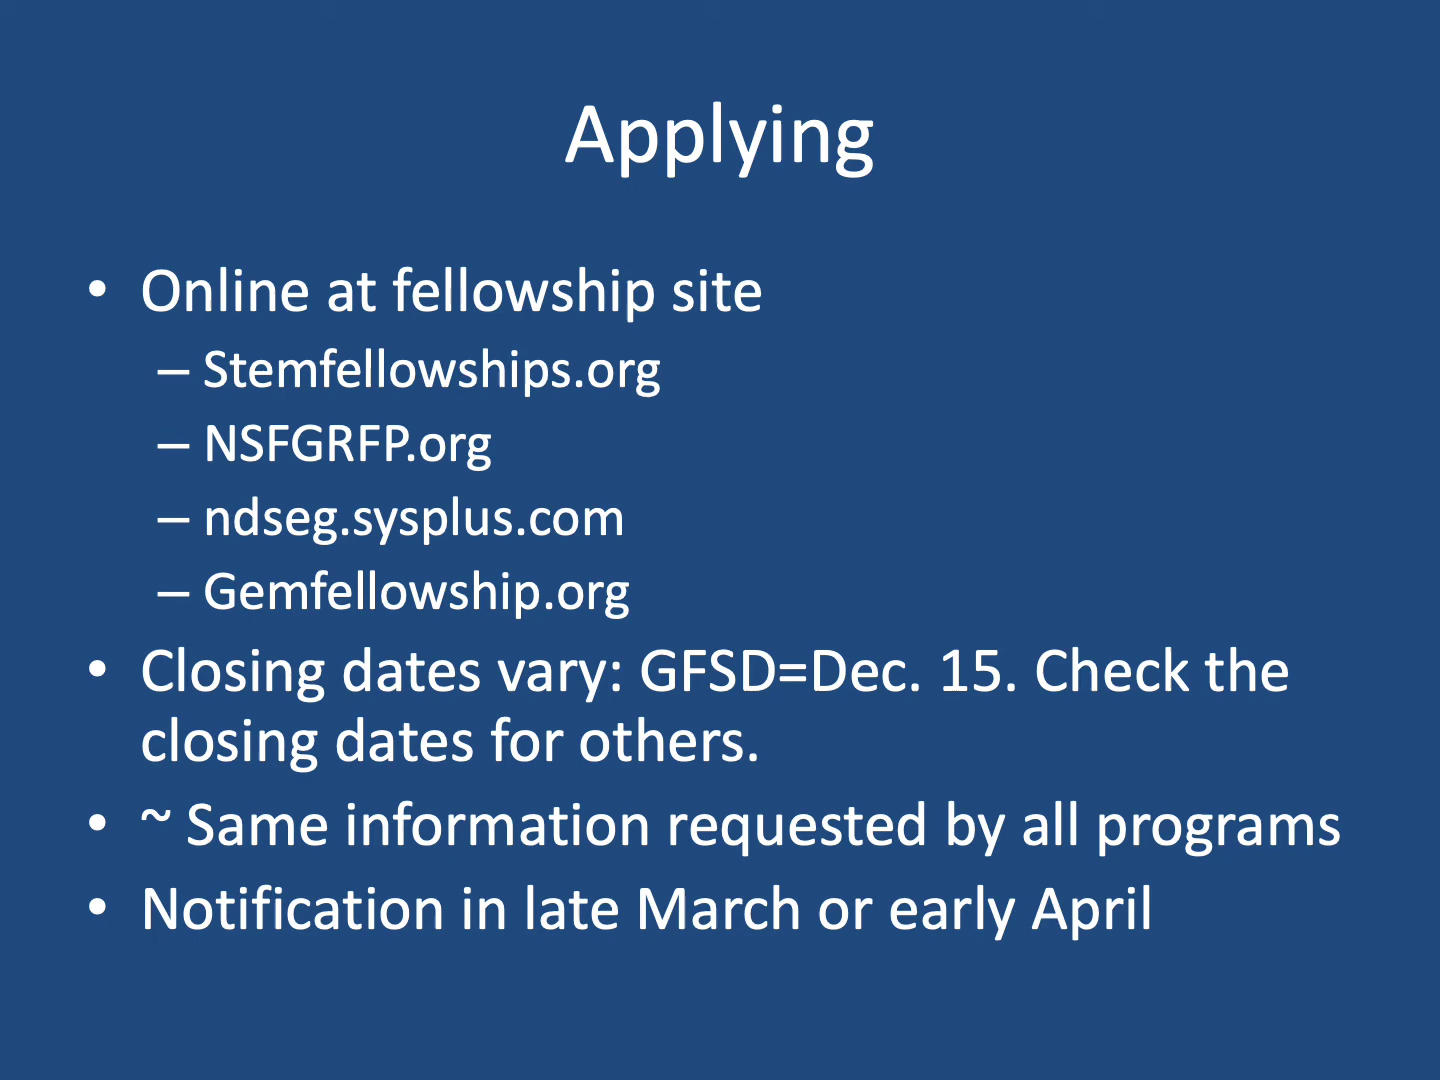 Applying
• Online at fellowship site
– Stemfellowships.org
– NSFGRFP.org
– ndseg.sysplus.com
– Gemfellowship.org
• Closing dates vary: GFSD=Dec. 15. Check the
closing dates for others.
• ~ Same information requested by all programs
• Notification in late March or early April